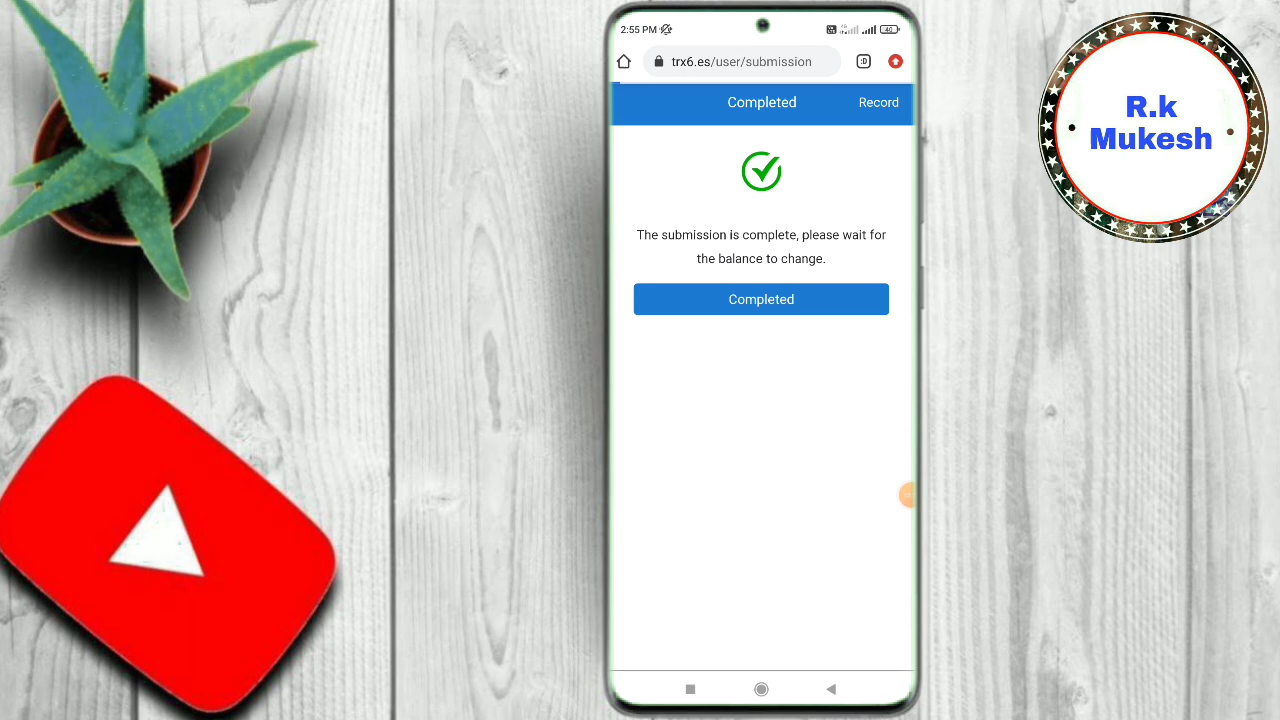 2:55 PM
40
trx6.es/user/submission
:D
Completed
Record
The submission is complete, please wait for
the balance to change.
Completed
R.k
Mukesh